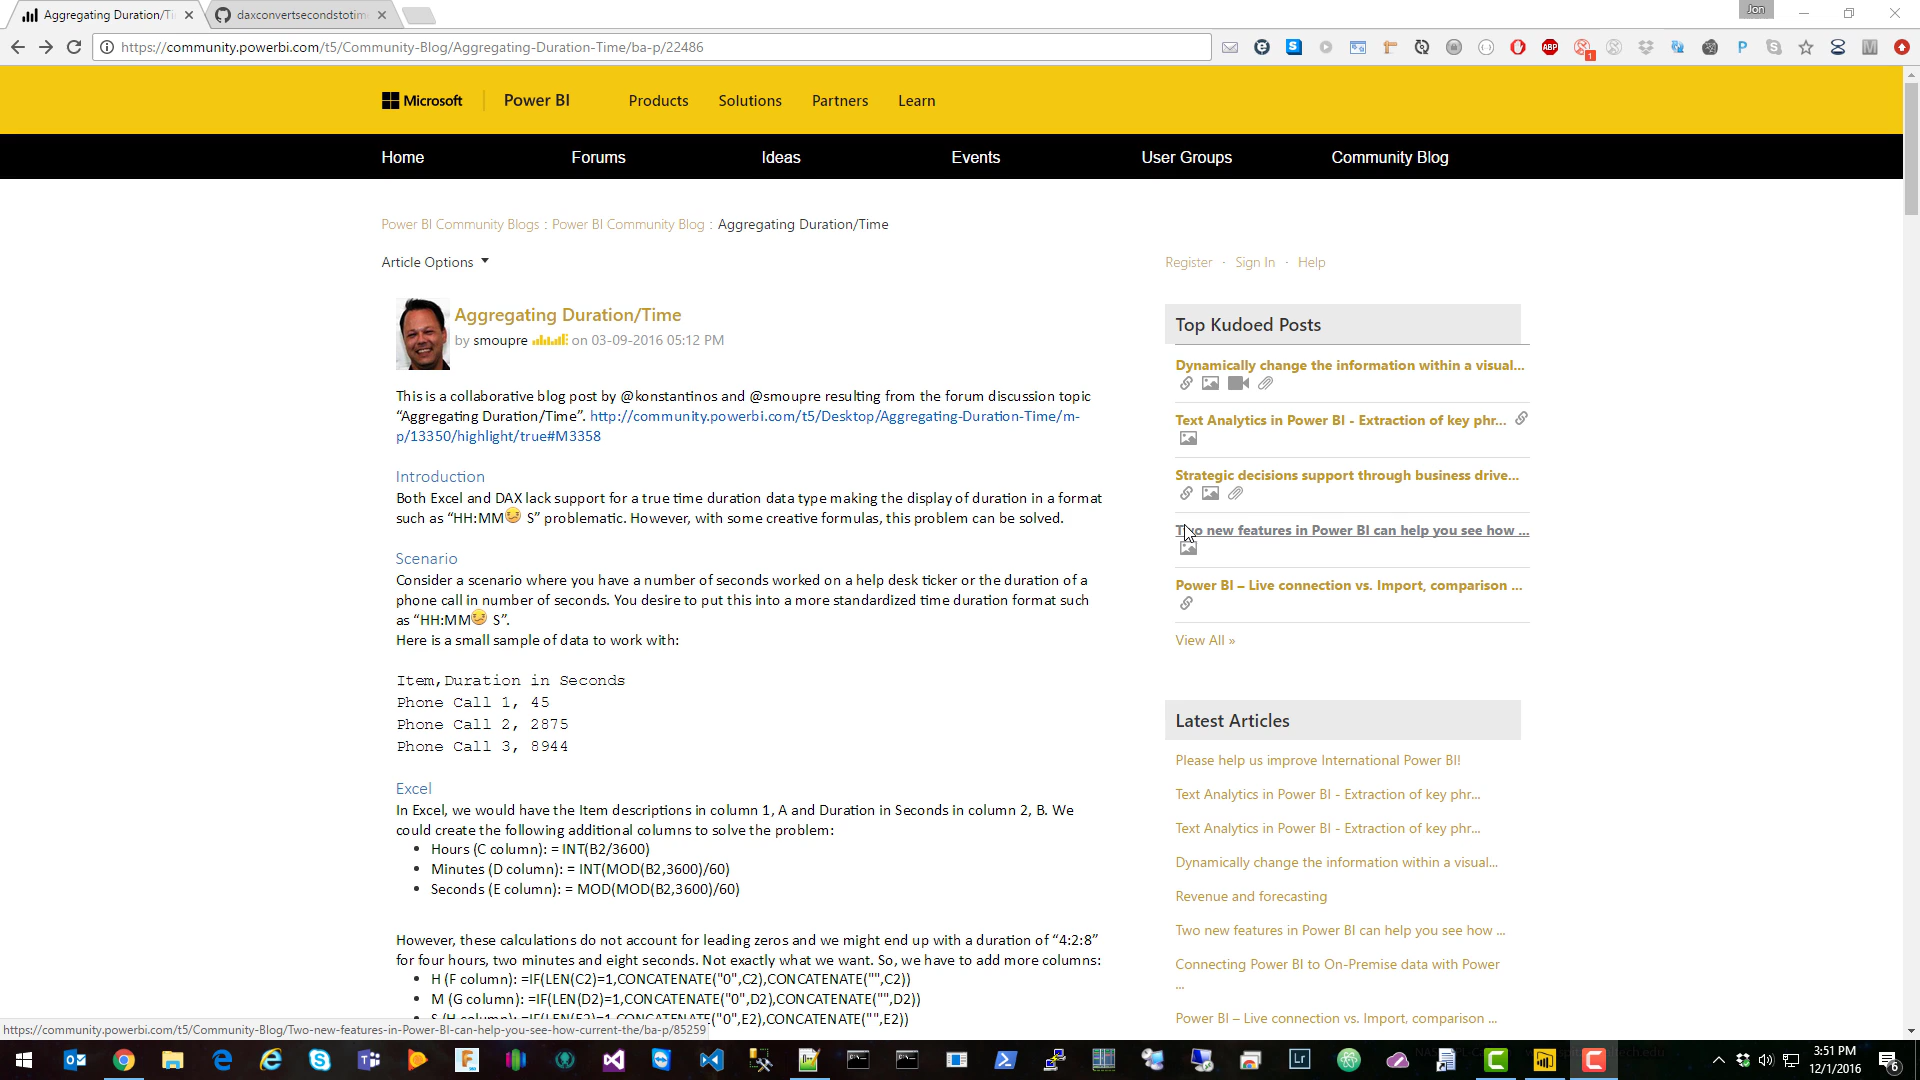 Aggregating Duration/Ti
daxconvertsecondstotime
Jon
https://community.powerbi.com/t5/Community-Blog/Aggregating-Duration-Time/ba-p/22486
ABP
1
Microsoft
Power BI
Products
Solutions
Partners
Learn
Home
Forums
Ideas
Events
User Groups
Community Blog
Power BI Community Blogs : Power BI Community Blog : Aggregating Duration/Time
Article Options
Register · Sign In · Help
Aggregating Duration/Time
by smoupre on 03-09-2016 05:12 PM
This is a collaborative blog post by @konstantinos and @smoupre resulting from the forum discussion topic
“Aggregating Duration/Time”. http://community.powerbi.com/t5/Desktop/Aggregating-Duration-Time/m-
p/13350/highlight/true#M3358
Introduction
Both Excel and DAX lack support for a true time duration data type making the display of duration in a format
such as “HH:MM S” problematic. However, with some creative formulas, this problem can be solved.
Scenario
Consider a scenario where you have a number of seconds worked on a help desk ticker or the duration of a
phone call in number of seconds. You desire to put this into a more standardized time duration format such
as “HH:MM S”.
Here is a small sample of data to work with:
Item,Duration in Seconds
Phone Call 1, 45
Phone Call 2, 2875
Phone Call 3, 8944
Excel
In Excel, we would have the Item descriptions in column 1, A and Duration in Seconds in column 2, B. We
could create the following additional columns to solve the problem:
• Hours (C column): = INT(B2/3600)
• Minutes (D column): = INT(MOD(B2,3600)/60)
• Seconds (E column): = MOD(MOD(B2,3600)/60)
However, these calculations do not account for leading zeros and we might end up with a duration of “4:2:8”
for four hours, two minutes and eight seconds. Not exactly what we want. So, we have to add more columns:
• H (F column): =IF(LEN(C2)=1,CONCATENATE("0",C2),CONCATENATE("",C2))
• M (G column): =IF(LEN(D2)=1,CONCATENATE("0",D2),CONCATENATE("",D2))
• S (H column): =IF(LEN(E2)=1,CONCATENATE("0",E2),CONCATENATE("",E2))
Top Kudoed Posts
Dynamically change the information within a visual...
Text Analytics in Power BI - Extraction of key phr...
Strategic decisions support through business drive...
Two new features in Power BI can help you see how ...
Power BI – Live connection vs. Import, comparison ...
View All »
Latest Articles
Please help us improve International Power BI!
Text Analytics in Power BI - Extraction of key phr...
Text Analytics in Power BI - Extraction of key phr...
Dynamically change the information within a visual...
Revenue and forecasting
Two new features in Power BI can help you see how ...
Connecting Power BI to On-Premise data with Power
...
Power BI – Live connection vs. Import, comparison ...
https://community.powerbi.com/t5/Community-Blog/Two-new-features-in-Power-BI-can-help-you-see-how-current-the/ba-p/85259
3:51 PM
12/1/2016
6